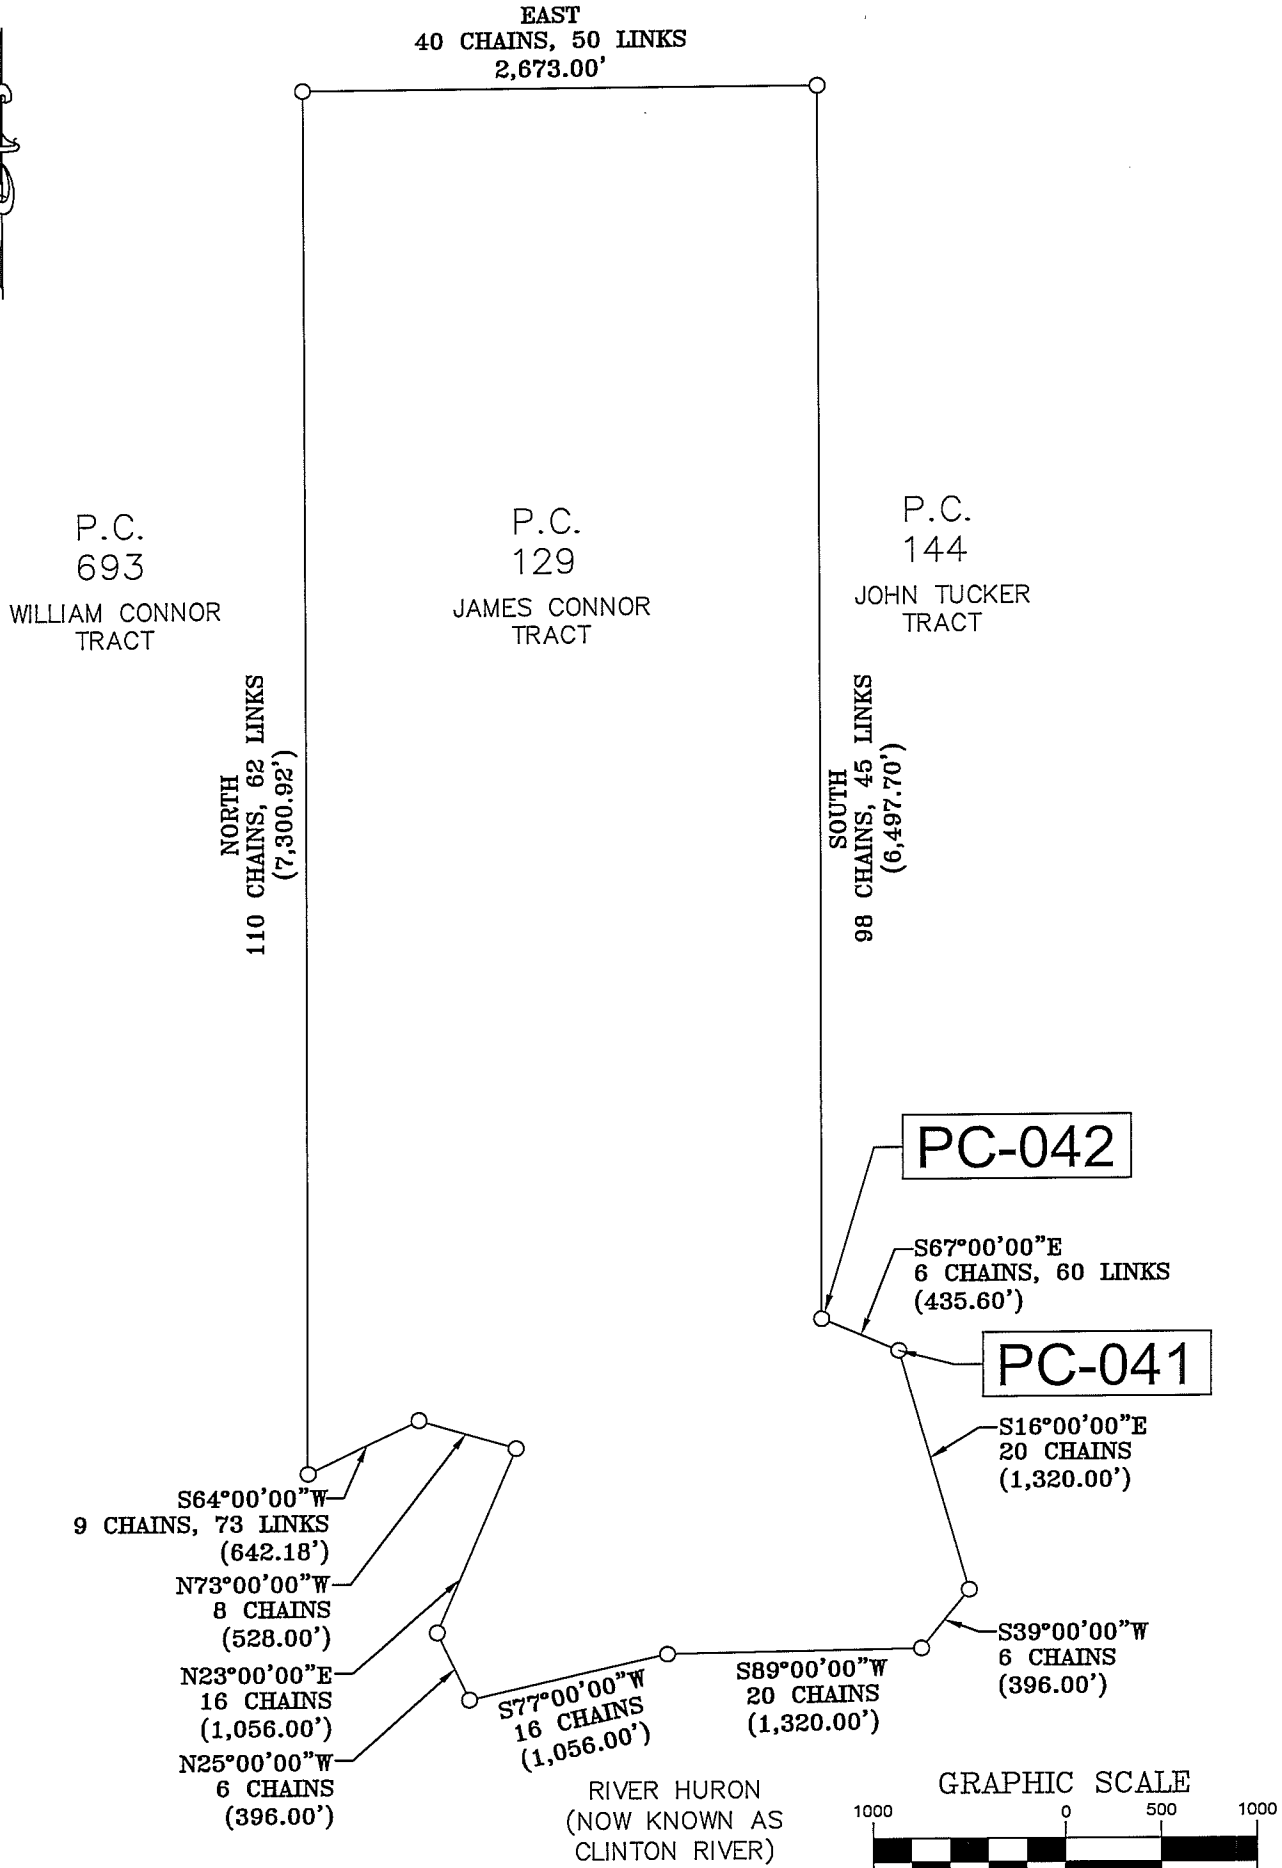 EAST
40 CHAINS, 50 LINKS
2,673.00'
P.C.
693
WILLIAM CONNOR
TRACT
P.C.
129
JAMES CONNOR
TRACT
P.C.
144
JOHN TUCKER
TRACT
NORTH
110 CHAINS, 62 LINKS
(7,300.92')
SOUTH
98 CHAINS, 45 LINKS
(6,497.70')
PC-042
S67°00'00"E
6 CHAINS, 60 LINKS
(435.60')
PC-041
S16°00'00"E
20 CHAINS
(1,320.00')
S64°00'00"W
9 CHAINS, 73 LINKS
(642.18')
N73°00'00"W
8 CHAINS
(528.00')
N23°00'00"E
16 CHAINS
(1,056.00')
N25°00'00"W
6 CHAINS
(396.00')
S77°00'00"W
16 CHAINS
(1,056.00')
S89°00'00"W
20 CHAINS
(1,320.00')
S39°00'00"W
6 CHAINS
(396.00')
RIVER HURON
(NOW KNOWN AS
CLINTON RIVER)
GRAPHIC SCALE
1000 0 500 1000